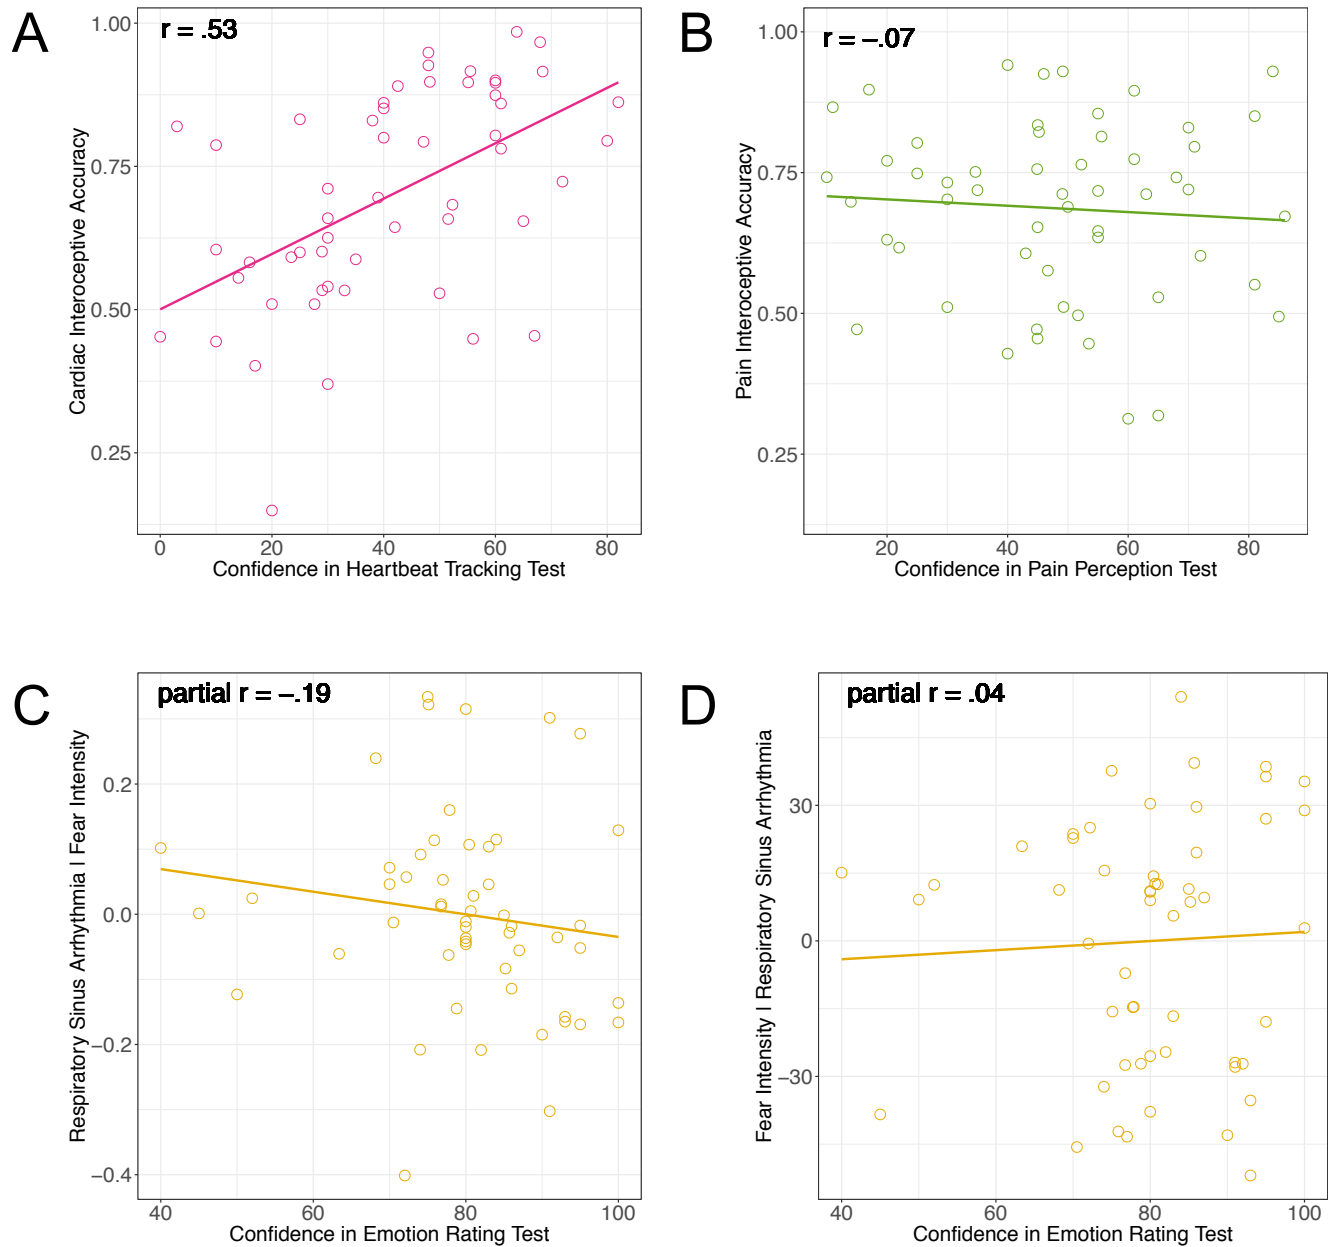 A
r = .53
1.00
0.75
0.50
0.25
Cardiac Interoceptive Accuracy
0
20
40
60
80
Confidence in Heartbeat Tracking Test
B
r = –.07
1.00
0.75
0.50
0.25
Pain Interoceptive Accuracy
20
40
60
80
Confidence in Pain Perception Test
C
partial r = –.19
0.2
0.0
–0.2
–0.4
Respiratory Sinus Arrhythmia | Fear Intensity
40
60
80
100
Confidence in Emotion Rating Test
D
partial r = .04
30
0
–30
Fear Intensity | Respiratory Sinus Arrhythmia
40
60
80
100
Confidence in Emotion Rating Test